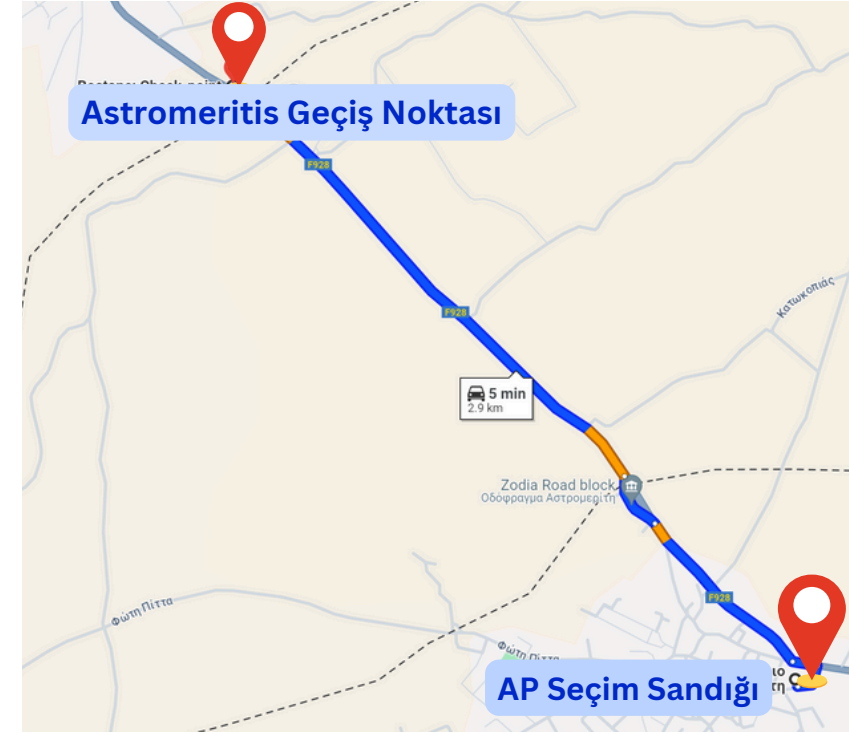 Astromeritis Geçiş Noktası
F928
F928
Κατωκοπιάς
5 min
2.9 km
Zodia Road block
Οδόφραγμα Αστρομερίτη
F928
Φώτη Πίττα
Φώτη Πίττα
AP Seçim Sandığı